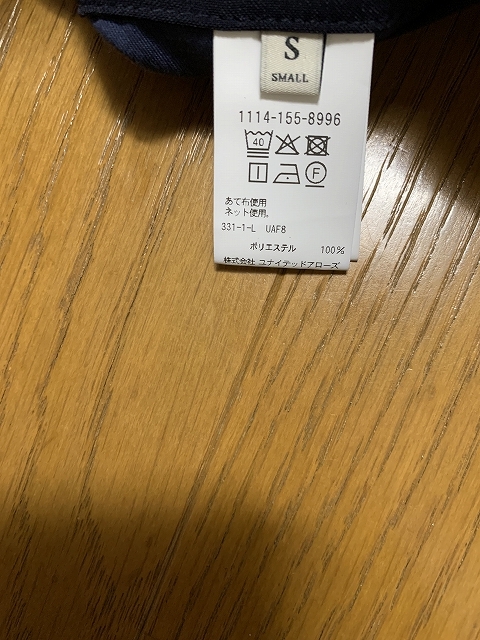 S
SMALL
1114-155-8996
40
F
あて布使用
ネット使用。
331-1-L UAF8
ポリエステル 100%
株式会社 ユナイテッドアローズ